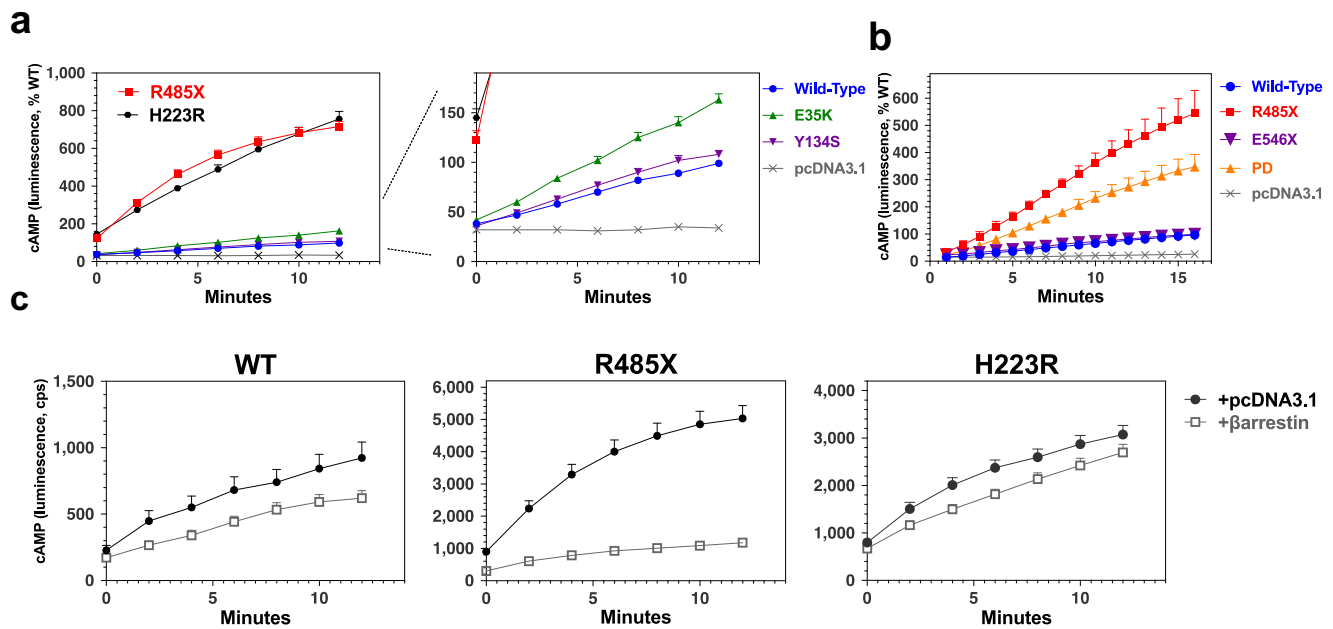 a
b
cAMP (luminescence, % WT)
1,000
800
600
400
200
0
R485X
H223R
0
5
10
Minutes
150
100
50
0
0
5
10
Minutes
Wild-Type
E35K
Y134S
pcDNA3.1
cAMP (luminescence, % WT)
600
500
400
300
200
100
0
0
5
10
15
Minutes
Wild-Type
R485X
E546X
PD
pcDNA3.1
c
WT
cAMP (luminescence, cps)
1,500
1,000
500
0
0
5
10
Minutes
R485X
6,000
5,000
4,000
3,000
2,000
1,000
0
0
5
10
Minutes
H223R
4,000
3,000
2,000
1,000
0
0
5
10
Minutes
+pcDNA3.1
+βarrestin